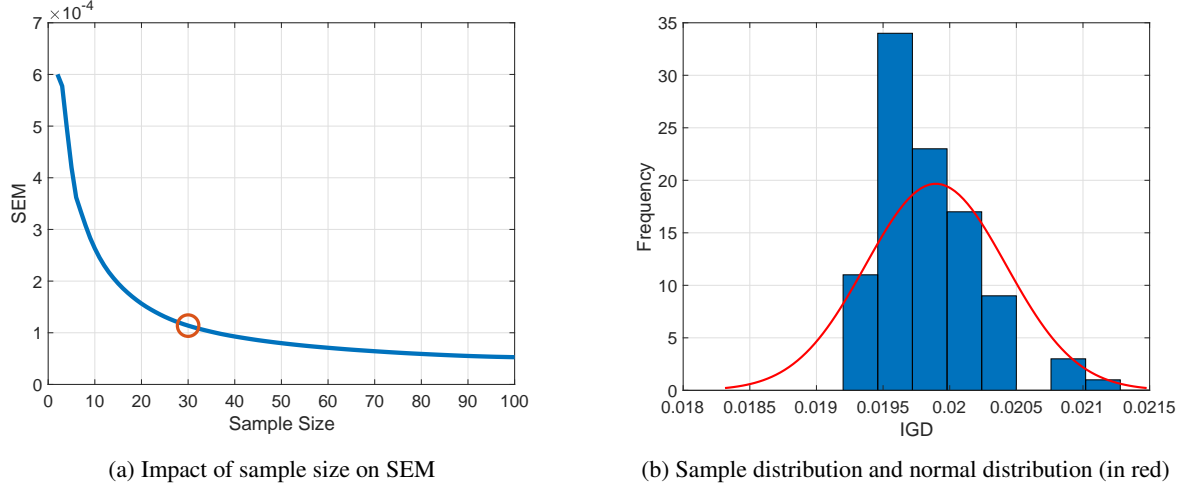 7 ×10⁻⁴
6
5
4
3
2
1
0
SEM
0 10 20 30 40 50 60 70 80 90 100
Sample Size
(a) Impact of sample size on SEM
35
30
25
20
15
10
5
0
Frequency
0.018 0.0185 0.019 0.0195 0.02 0.0205 0.021 0.0215
IGD
(b) Sample distribution and normal distribution (in red)